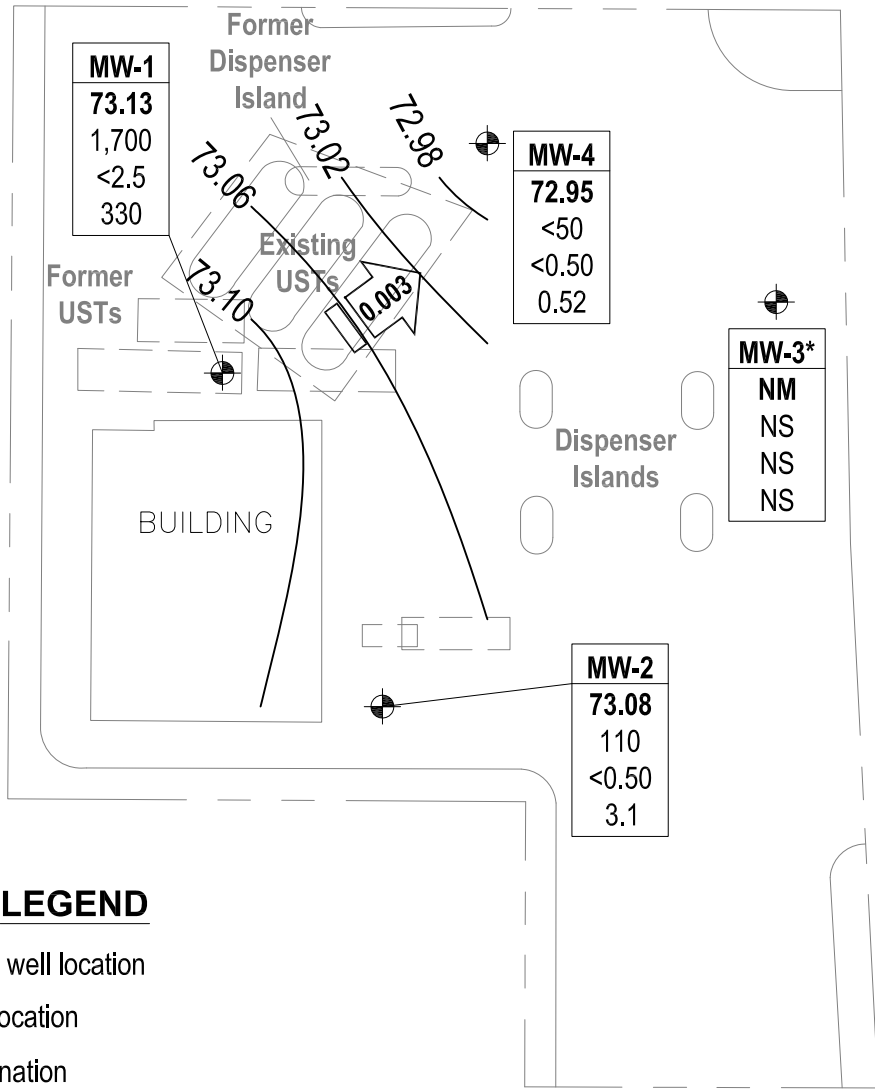 Former
Dispenser
Island
MW-1
73.13
1,700
<2.5
330
73.06
73.02
72.98
MW-4
72.95
<50
<0.50
0.52
Existing
USTs
Former
USTs
73.10
0.003
MW-3*
NM
NS
NS
NS
Dispenser
Islands
BUILDING
MW-2
73.08
110
<0.50
3.1
LEGEND
well location
ocation
nation